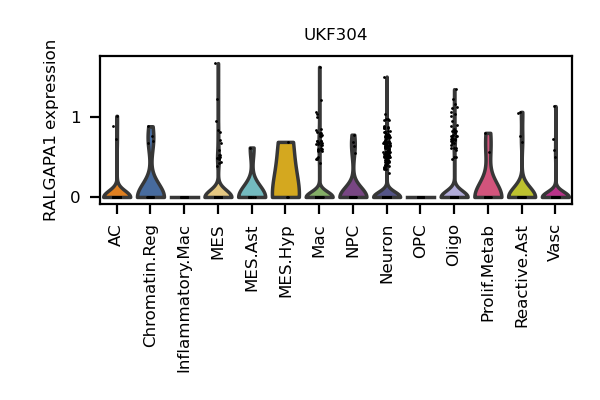 UKF304
RALGAPA1 expression
1
0
AC
Chromatin.Reg
Inflammatory.Mac
MES
MES.Ast
MES.Hyp
Mac
NPC
Neuron
OPC
Oligo
Prolif.Metab
Reactive.Ast
Vasc